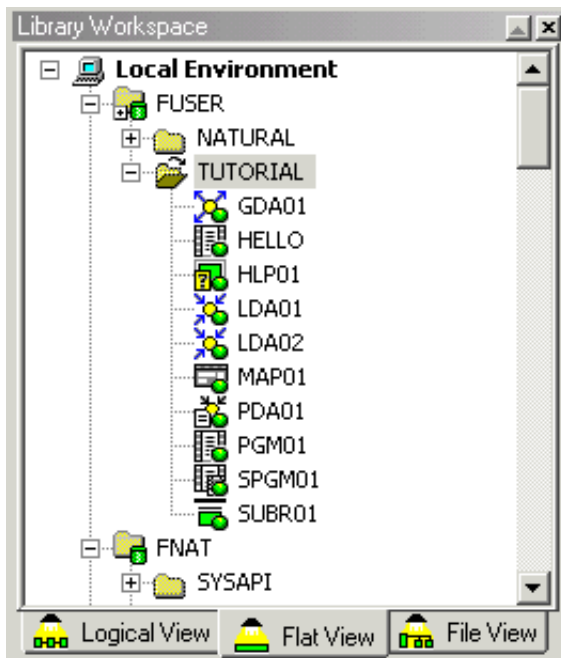 Library Workspace
Local Environment
FUSER
NATURAL
TUTORIAL
GDA01
HELLO
HLP01
LDA01
LDA02
MAP01
PDA01
PGM01
SPGM01
SUBR01
FNAT
SYSAPI
Logical View Flat View File View